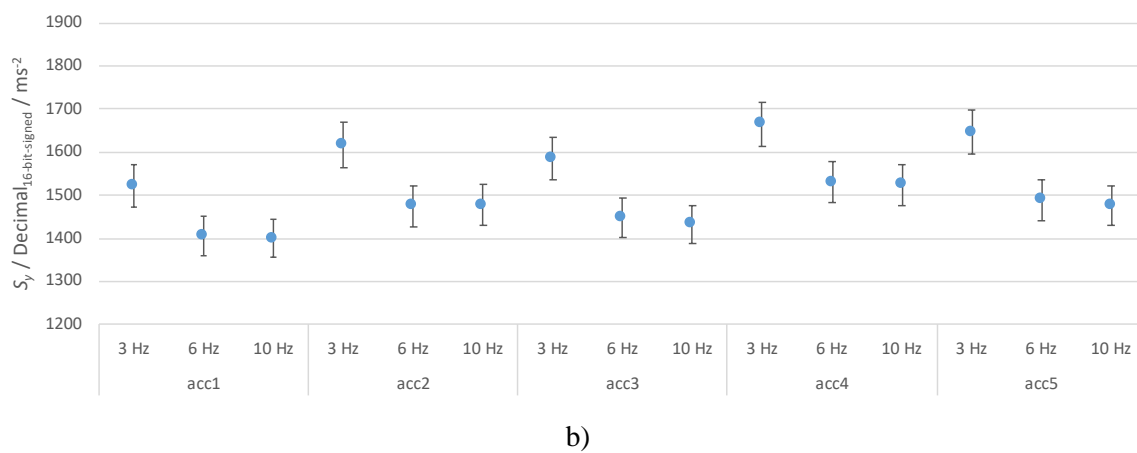 1900
1800
1700
1600
1500
1400
1300
1200
S_y / Decimal_16-bit-signed / ms^-2
3 Hz 6 Hz 10 Hz 3 Hz 6 Hz 10 Hz 3 Hz 6 Hz 10 Hz 3 Hz 6 Hz 10 Hz 3 Hz 6 Hz 10 Hz
acc1 acc2 acc3 acc4 acc5
b)